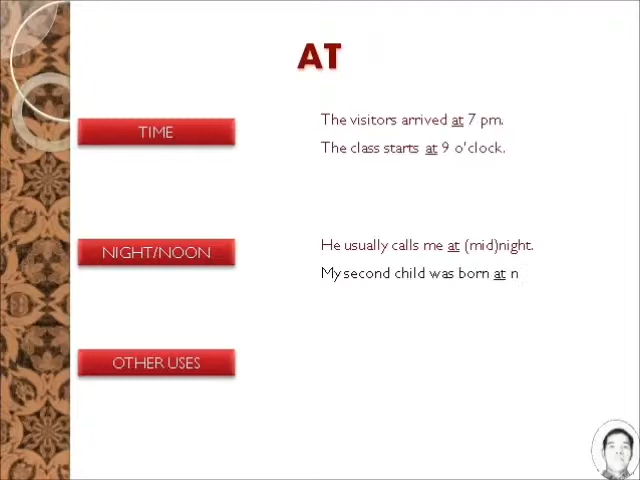 AT
TIME
The visitors arrived at 7 pm.
The class starts at 9 o'clock.
NIGHT/NOON
He usually calls me at (mid)night.
My second child was born at n
OTHER USES